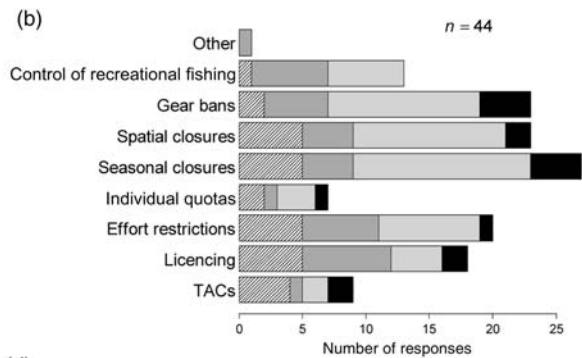 (b)
n = 44
Other
Control of recreational fishing
Gear bans
Spatial closures
Seasonal closures
Individual quotas
Effort restrictions
Licencing
TACs
0 5 10 15 20 25
Number of responses